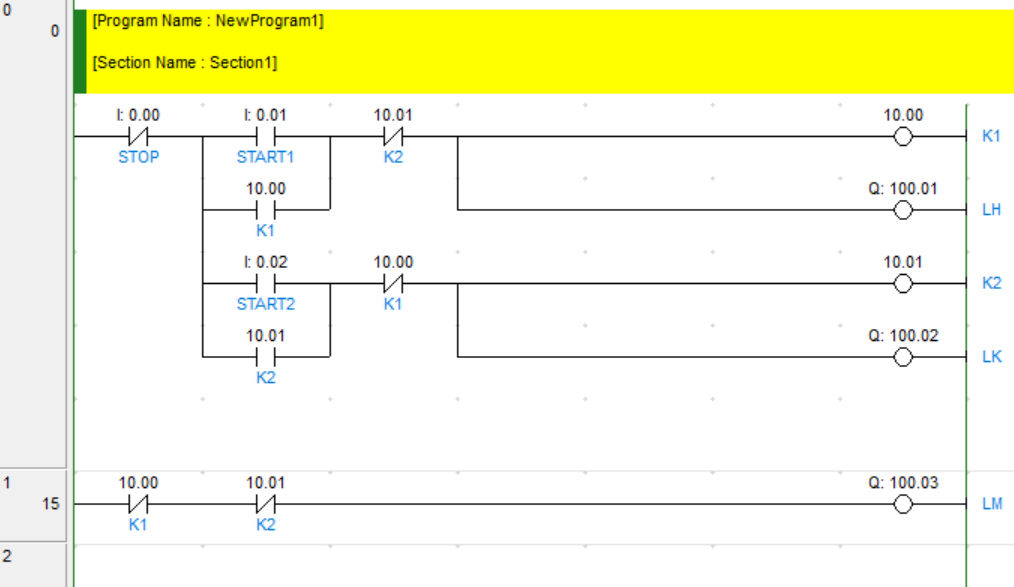 0
0
[Program Name : NewProgram1]
[Section Name : Section1]
I: 0.00 I: 0.01 10.01 10.00
K1
STOP START1 K2
10.00 Q: 100.01
LH
K1
I: 0.02 10.00 10.01
K2
START2 K1
10.01 Q: 100.02
LK
K2
1
10.00 10.01 Q: 100.03
15
LM
K1 K2
2